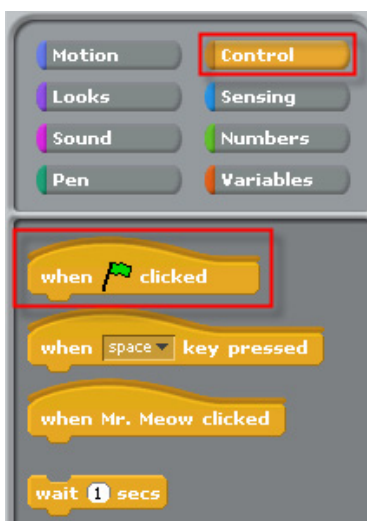 Motion Control
Looks Sensing
Sound Numbers
Pen Variables
when clicked
when space key pressed
when Mr. Meow clicked
wait 1 secs